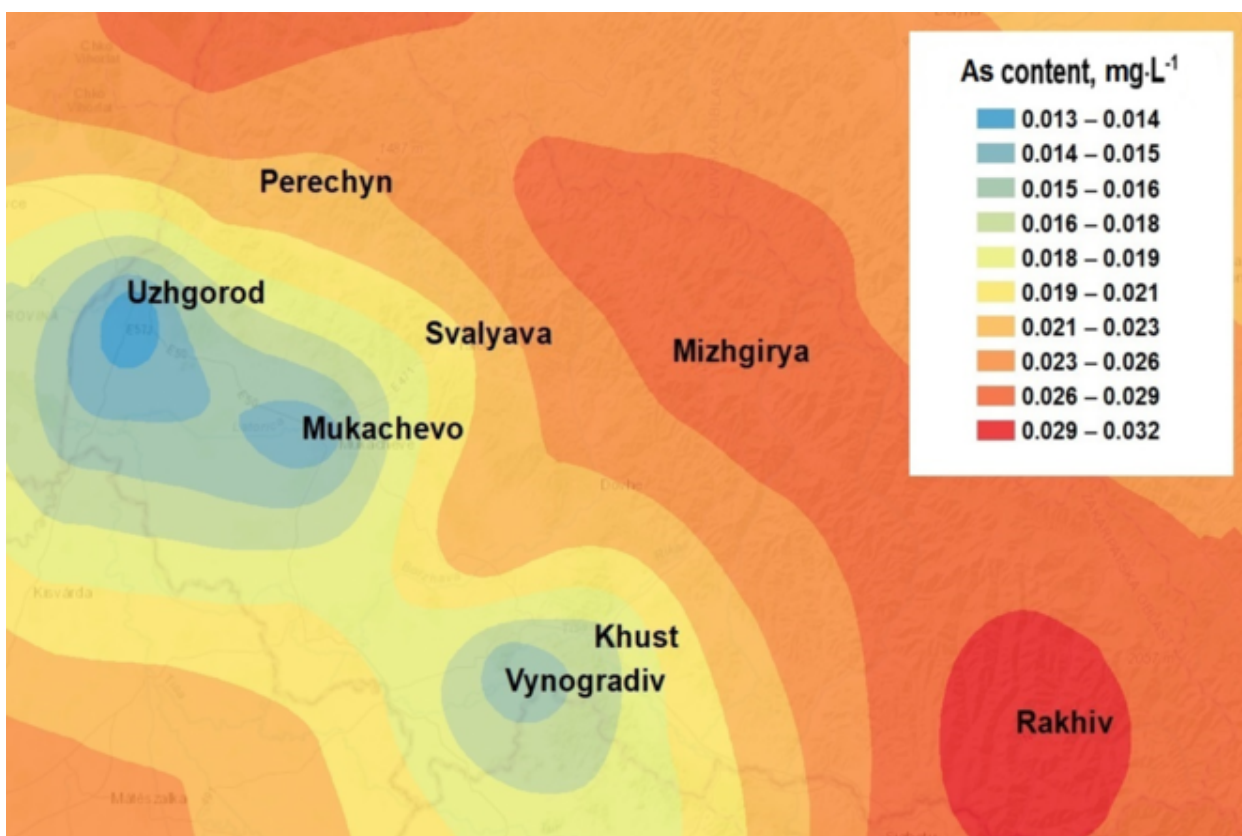 As content, mg·L⁻¹
0.013 – 0.014
0.014 – 0.015
0.015 – 0.016
0.016 – 0.018
0.018 – 0.019
0.019 – 0.021
0.021 – 0.023
0.023 – 0.026
0.026 – 0.029
0.029 – 0.032
Perechyn
Uzhgorod
Svalyava
Mizhgirya
Mukachevo
Kisvárda
Khust
Vynogradiv
Rakhiv
Mátészalka